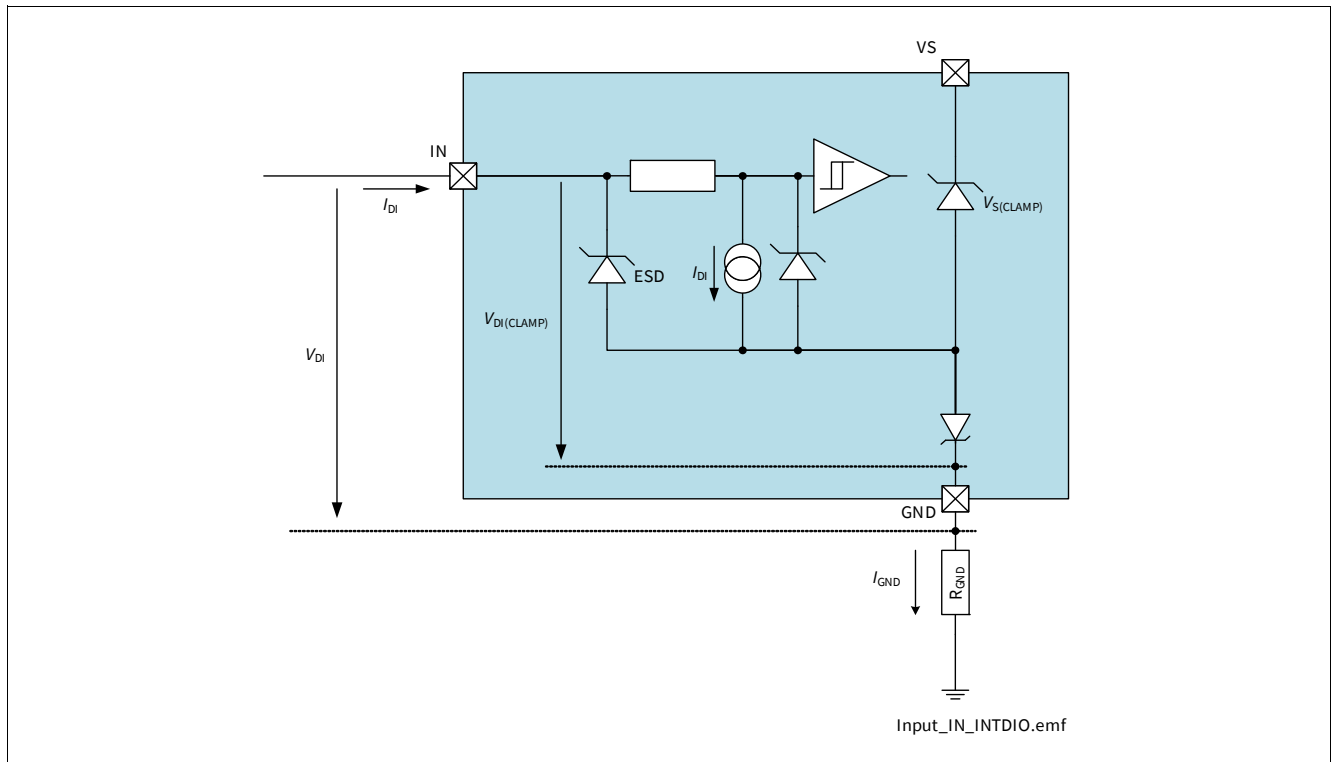 VS
IN
I_DI
V_S(CLAMP)
I_DI
ESD
V_DI(CLAMP)
V_DI
GND
I_GND
R_GND
Input_IN_INTDIO.emf